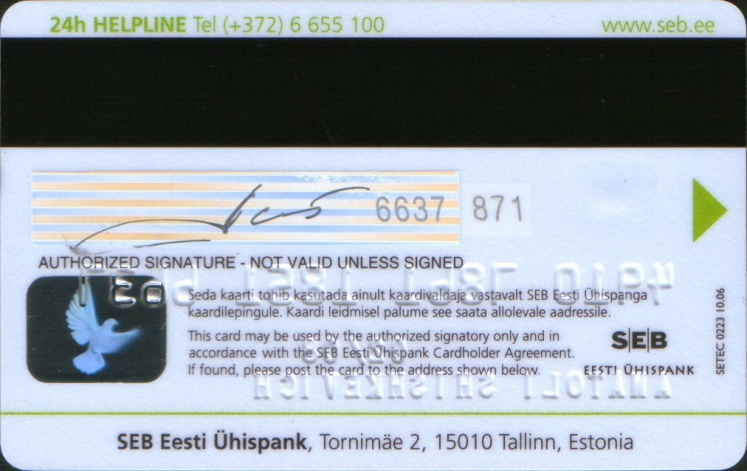 24h HELPLINE Tel (+372) 6 655 100
www.seb.ee
6637 871
AUTHORIZED SIGNATURE - NOT VALID UNLESS SIGNED
Seda kaarti tohib kasutada ainult kaardivaldaja vastavalt SEB Eesti Ühispanga
kaardilepingule. Kaardi leidmisel palume see saata allolevale aadressile.
This card may be used by the authorized signatory only and in
accordance with the SEB Eesti Ühispank Cardholder Agreement.
If found, please post the card to the address shown below.
SEB
EESTI ÜHISPANK
SETEC 0223 10.06
SEB Eesti Ühispank, Tornimäe 2, 15010 Tallinn, Estonia